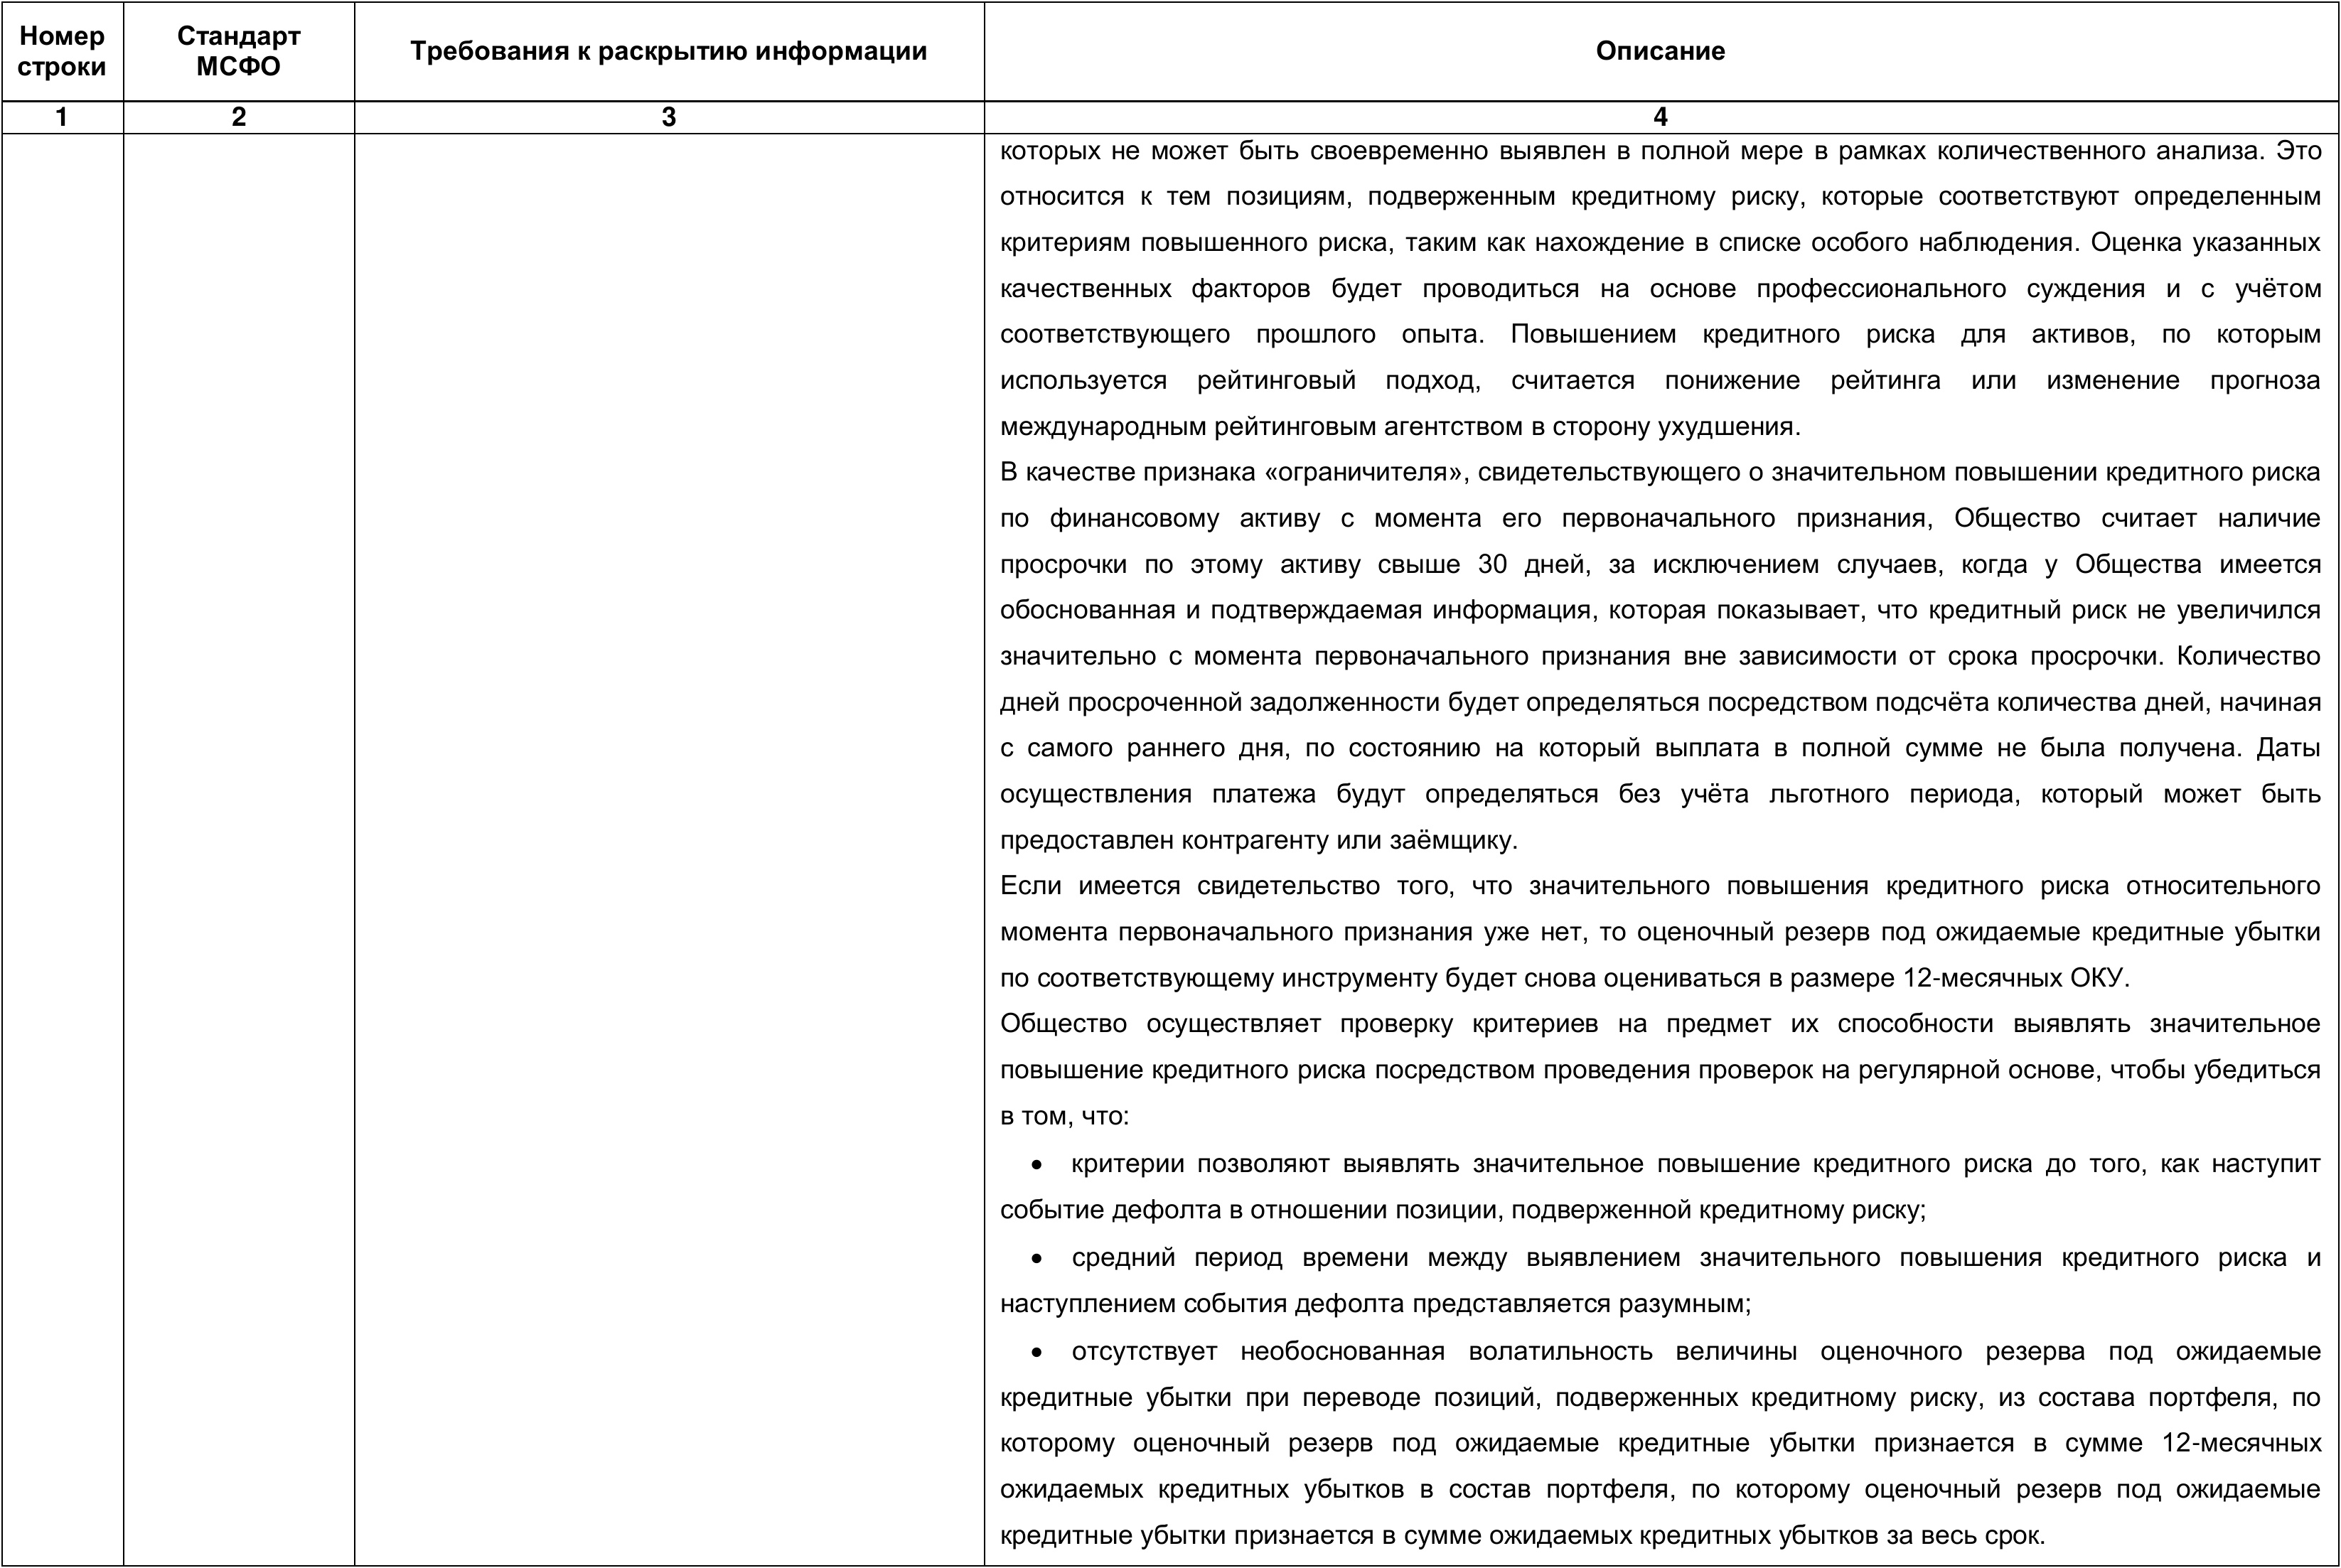 Номер строки
Стандарт МСФО
Требования к раскрытию информации
Описание
1
2
3
4
которых не может быть своевременно выявлен в полной мере в рамках количественного анализа. Это
относится к тем позициям, подверженным кредитному риску, которые соответствуют определенным
критериям повышенного риска, таким как нахождение в списке особого наблюдения. Оценка указанных
качественных факторов будет проводиться на основе профессионального суждения и с учётом
соответствующего прошлого опыта. Повышением кредитного риска для активов, по которым
используется рейтинговый подход, считается понижение рейтинга или изменение прогноза
международным рейтинговым агентством в сторону ухудшения.
В качестве признака «ограничителя», свидетельствующего о значительном повышении кредитного риска
по финансовому активу с момента его первоначального признания, Общество считает наличие
просрочки по этому активу свыше 30 дней, за исключением случаев, когда у Общества имеется
обоснованная и подтверждаемая информация, которая показывает, что кредитный риск не увеличился
значительно с момента первоначального признания вне зависимости от срока просрочки. Количество
дней просроченной задолженности будет определяться посредством подсчёта количества дней, начиная
с самого раннего дня, по состоянию на который выплата в полной сумме не была получена. Даты
осуществления платежа будут определяться без учёта льготного периода, который может быть
предоставлен контрагенту или заёмщику.
Если имеется свидетельство того, что значительного повышения кредитного риска относительного
момента первоначального признания уже нет, то оценочный резерв под ожидаемые кредитные убытки
по соответствующему инструменту будет снова оцениваться в размере 12-месячных ОКУ.
Общество осуществляет проверку критериев на предмет их способности выявлять значительное
повышение кредитного риска посредством проведения проверок на регулярной основе, чтобы убедиться
в том, что:
• критерии позволяют выявлять значительное повышение кредитного риска до того, как наступит
событие дефолта в отношении позиции, подверженной кредитному риску;
• средний период времени между выявлением значительного повышения кредитного риска и
наступлением события дефолта представляется разумным;
• отсутствует необоснованная волатильность величины оценочного резерва под ожидаемые
кредитные убытки при переводе позиций, подверженных кредитному риску, из состава портфеля, по
которому оценочный резерв под ожидаемые кредитные убытки признается в сумме 12-месячных
ожидаемых кредитных убытков в состав портфеля, по которому оценочный резерв под ожидаемые
кредитные убытки признается в сумме ожидаемых кредитных убытков за весь срок.